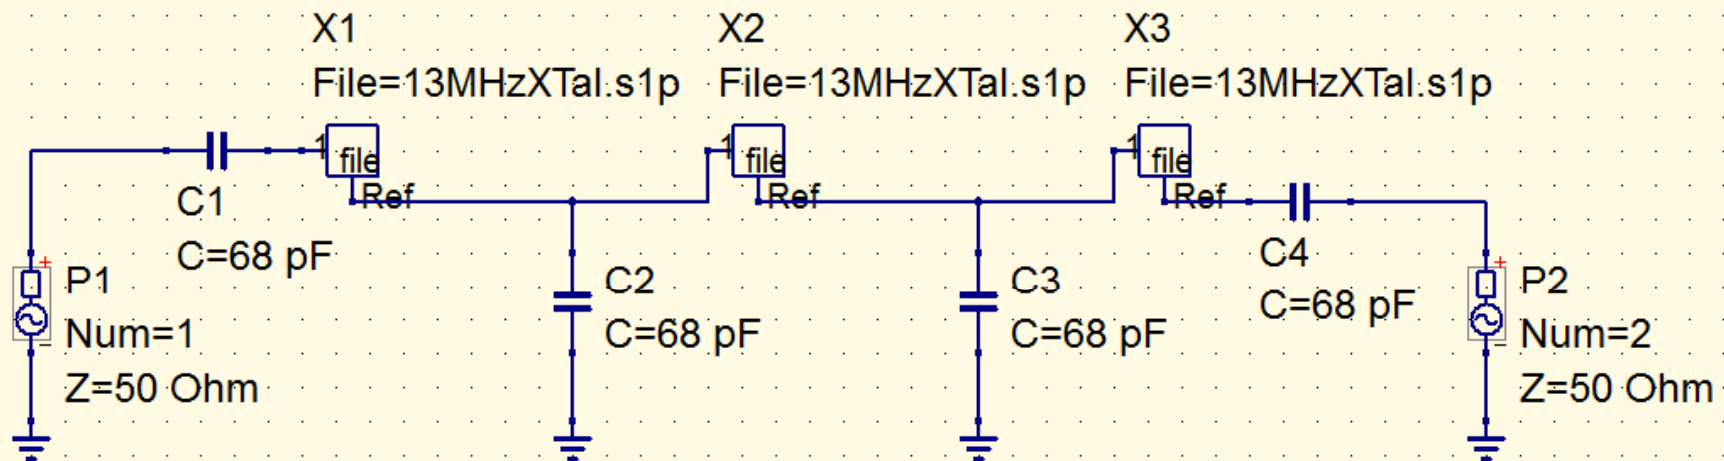 X1
File=13MHzXTal.s1p
X2
File=13MHzXTal.s1p
X3
File=13MHzXTal.s1p
1
file
Ref
1
file
Ref
1
file
Ref
C1
C=68 pF
+
P1
Num=1
Z=50 Ohm
−
C2
C=68 pF
C3
C=68 pF
C4
C=68 pF
+
P2
Num=2
Z=50 Ohm
−